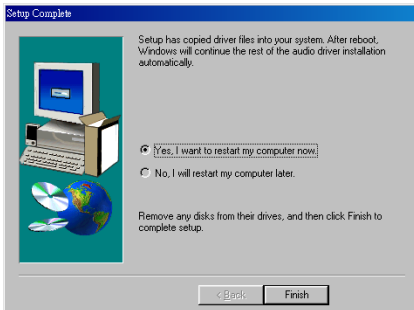 Setup Complete
Setup has copied driver files into your system. After reboot,
Windows will continue the rest of the audio driver installation
automatically.
Yes, I want to restart my computer now.
No, I will restart my computer later.
Remove any disks from their drives, and then click Finish to
complete setup.
< Back
Finish